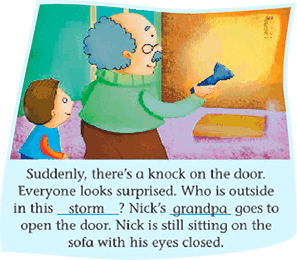 Suddenly, there's a knock on the door.
Everyone looks surprised. Who is outside
in this storm ? Nick's grandpa goes to
open the door. Nick is still sitting on the
sofa with his eyes closed.